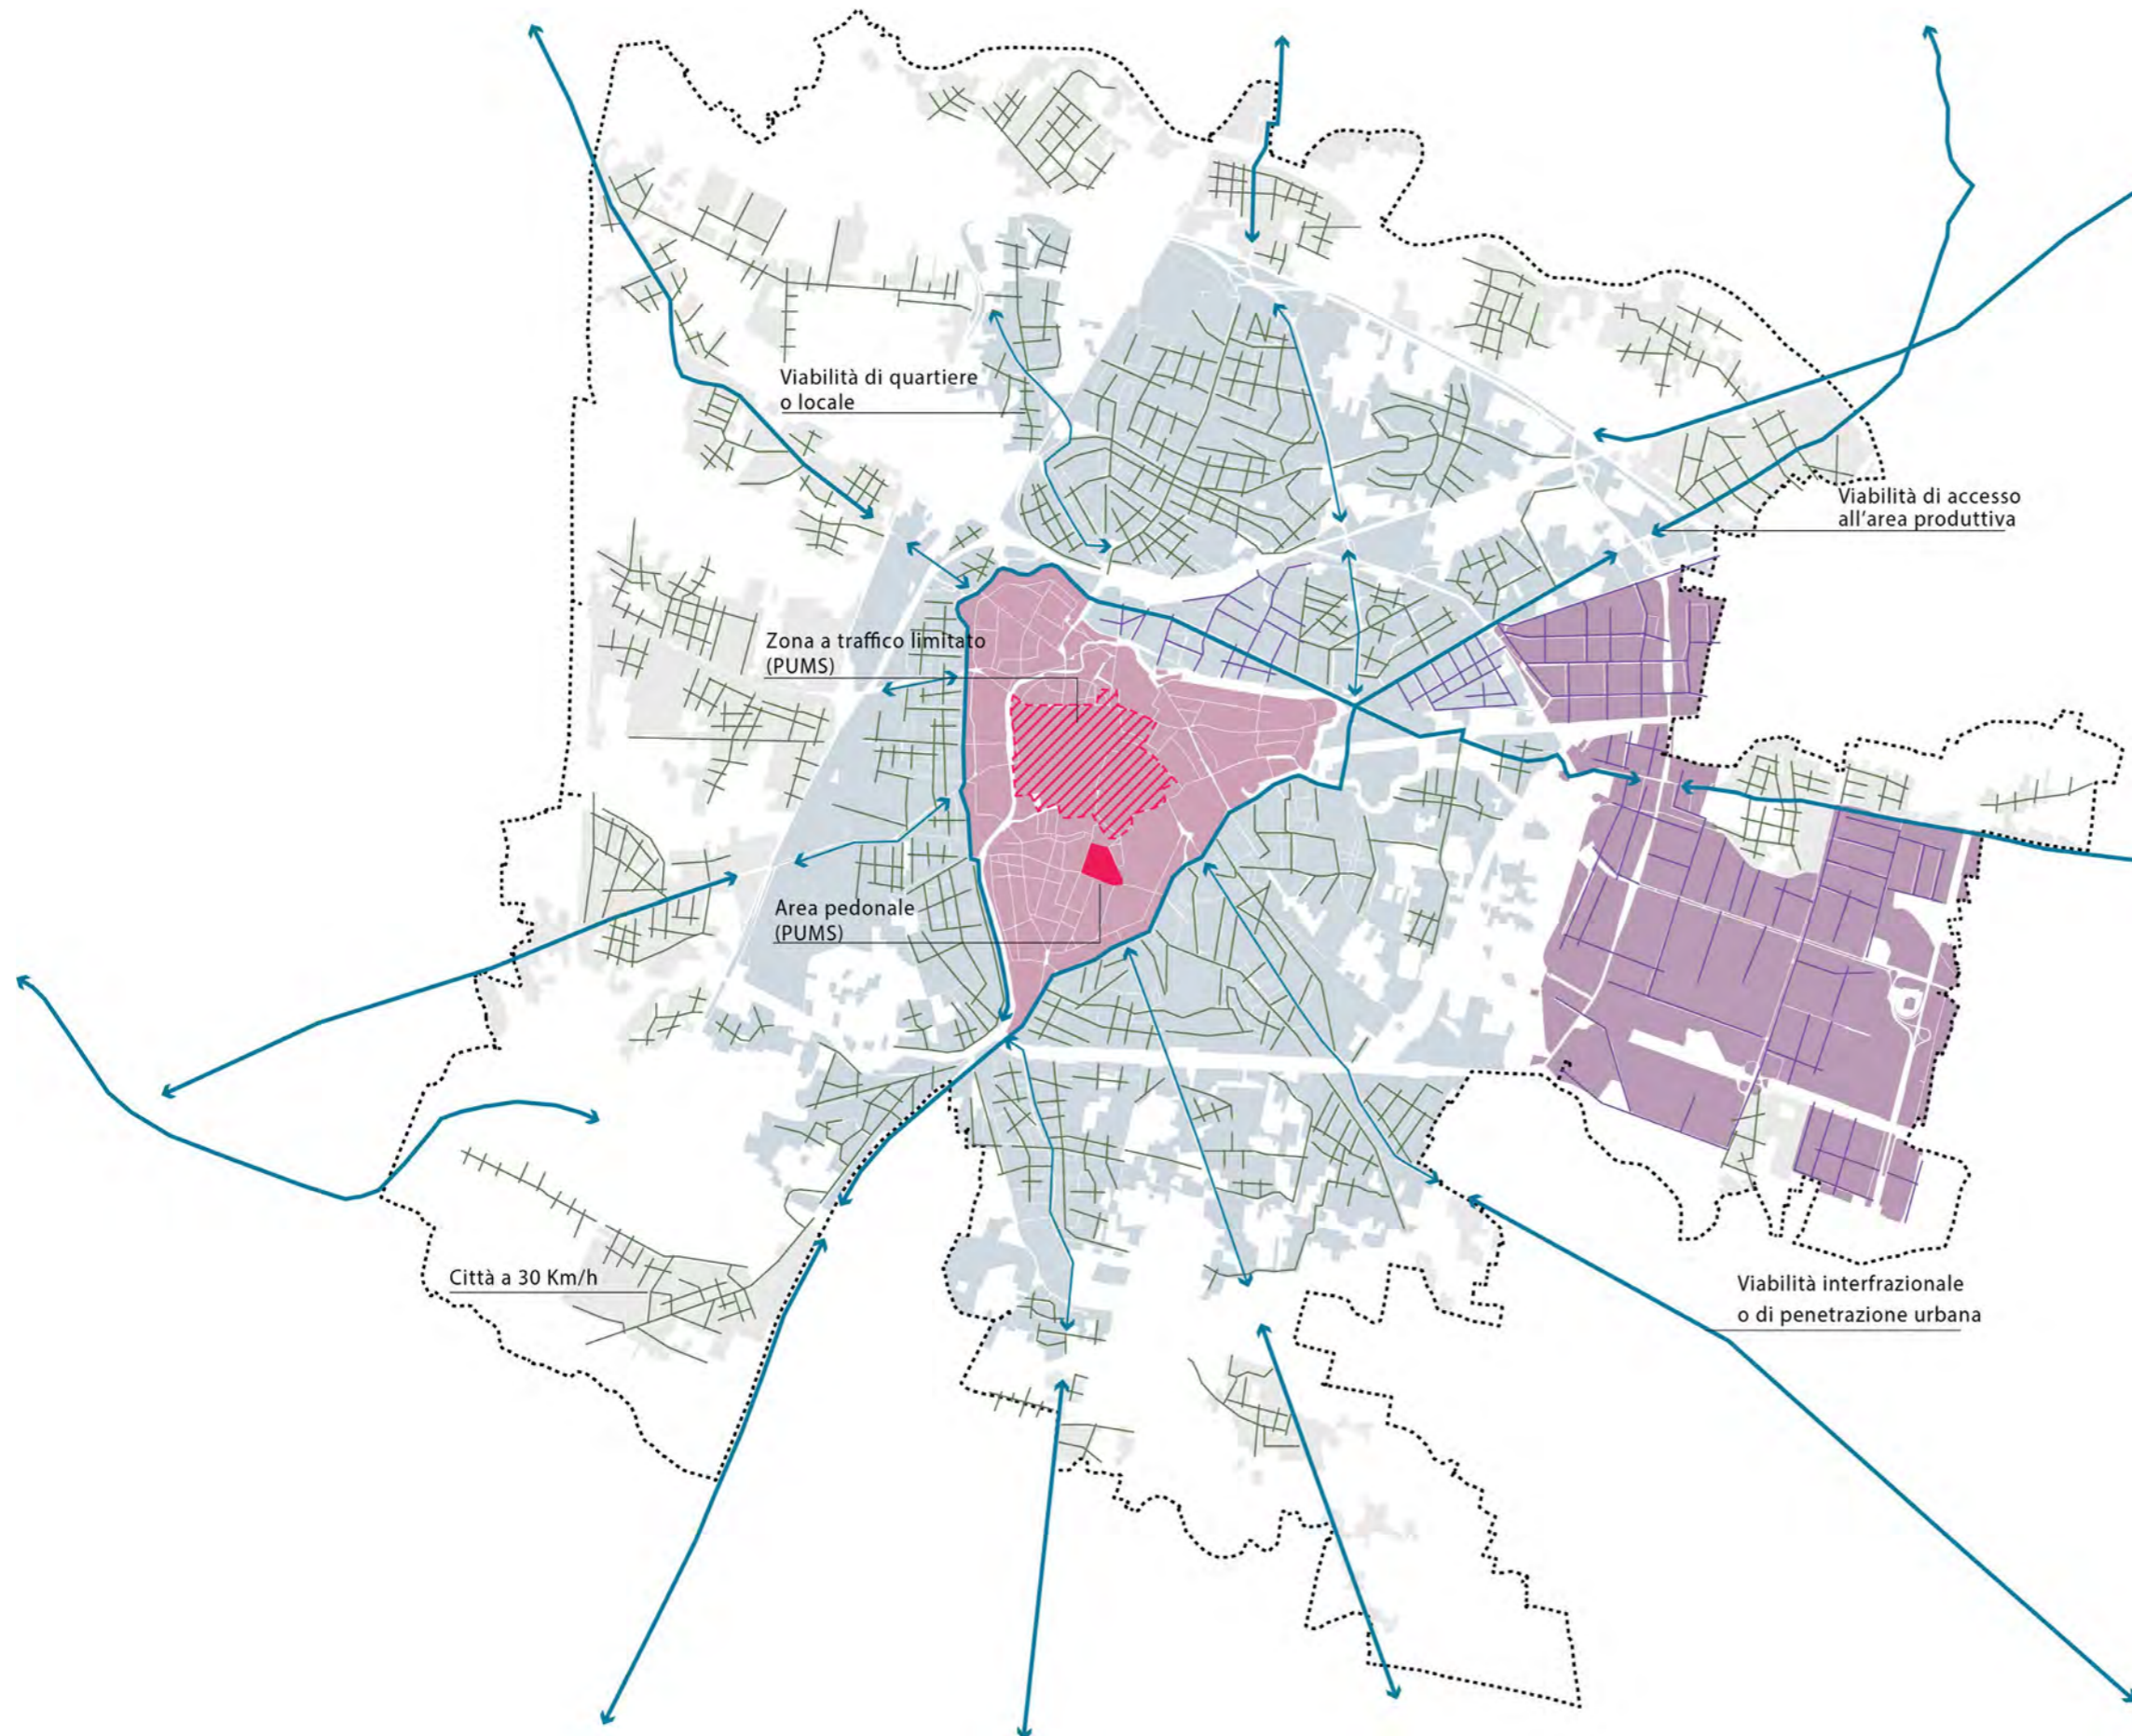 Viabilità di quartiere
o locale
Viabilità di accesso
all'area produttiva
Zona a traffico limitato
(PUMS)
Area pedonale
(PUMS)
Città a 30 Km/h
Viabilità interfrazionale
o di penetrazione urbana